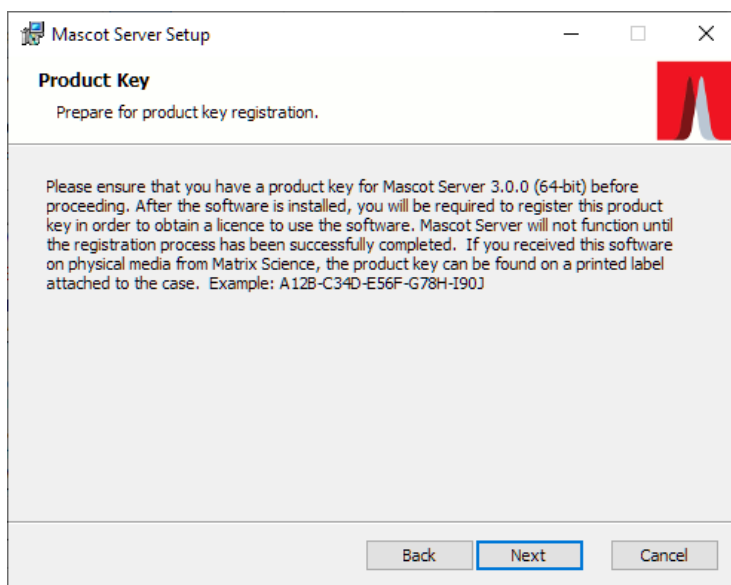 Mascot Server Setup
Product Key
Prepare for product key registration.
Please ensure that you have a product key for Mascot Server 3.0.0 (64-bit) before
proceeding. After the software is installed, you will be required to register this product
key in order to obtain a licence to use the software. Mascot Server will not function until
the registration process has been successfully completed.  If you received this software
on physical media from Matrix Science, the product key can be found on a printed label
attached to the case.  Example: A12B-C34D-E56F-G78H-I90J
Back Next Cancel